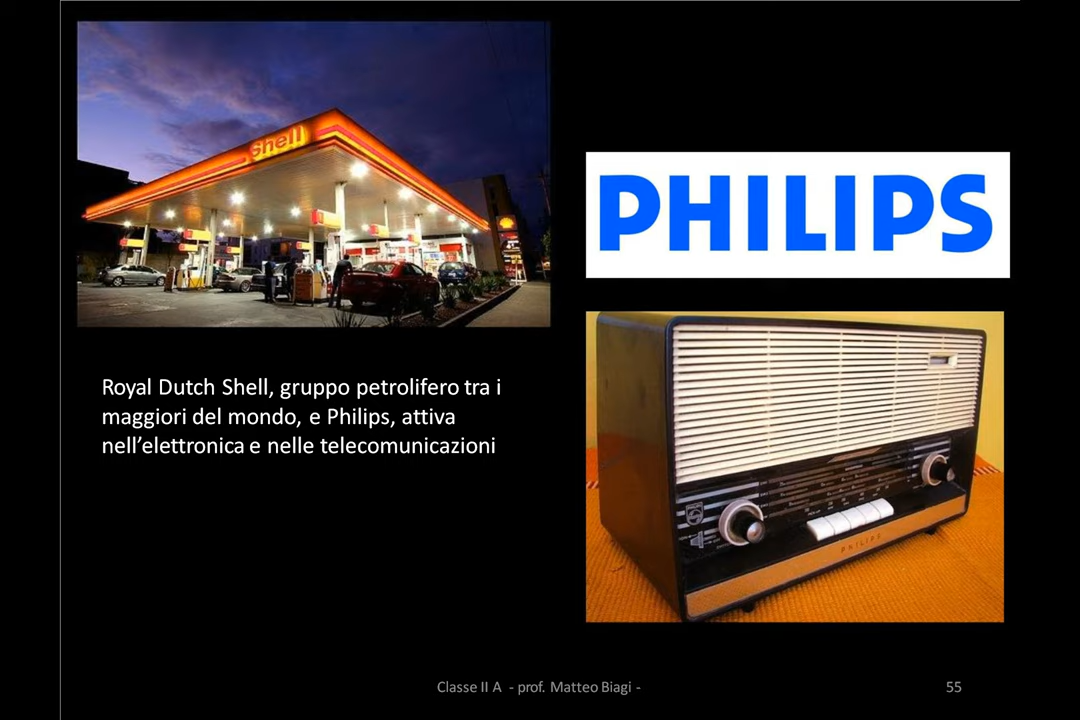 Shell
PHILIPS
Royal Dutch Shell, gruppo petrolifero tra i
maggiori del mondo, e Philips, attiva
nell'elettronica e nelle telecomunicazioni
PHILIPS
Classe II A - prof. Matteo Biagi -
55